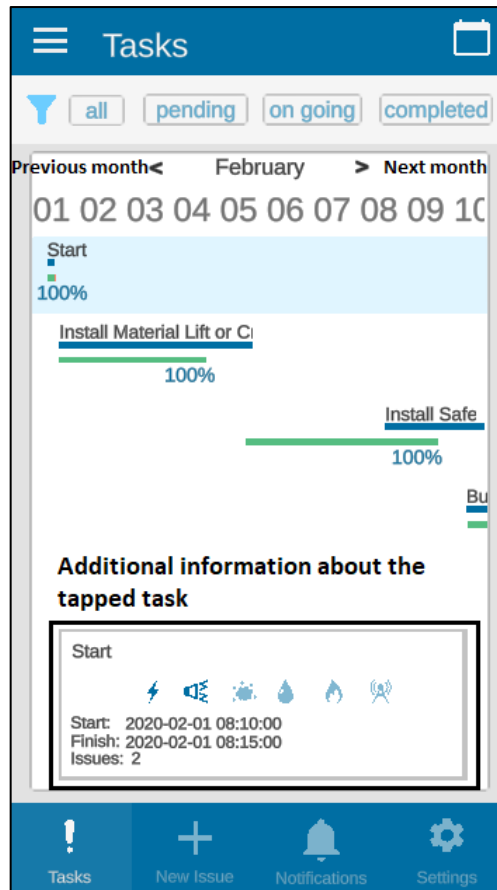 Tasks
all pending on going completed
Previous month < February > Next month
01 02 03 04 05 06 07 08 09 10
Start
100%
Install Material Lift or Cr
100%
Install Safe
100%
Bu
Additional information about the
tapped task
Start
Start: 2020-02-01 08:10:00
Finish: 2020-02-01 08:15:00
Issues: 2
Tasks New Issue Notifications Settings